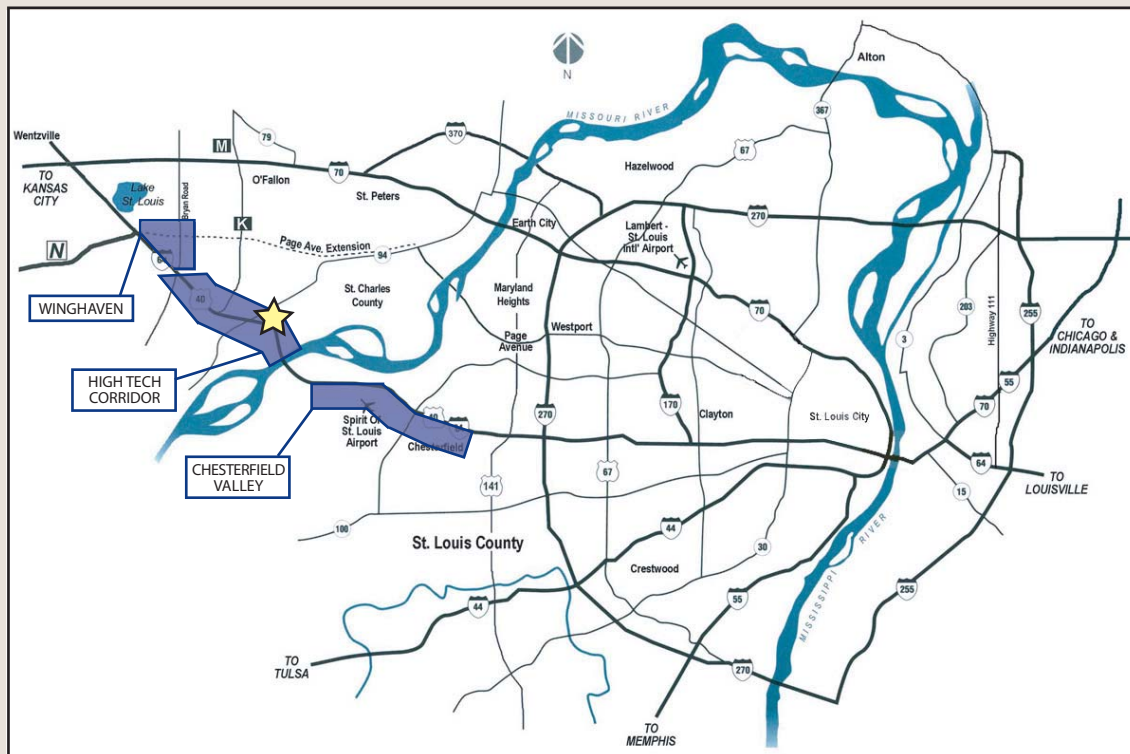 N
Alton
MISSOURI RIVER
367
Wentzville
79
M
370
67
Hazelwood
TO
KANSAS
CITY
Lake
St. Louis
Bryan Road
O'Fallon
70
St. Peters
K
Earth City
270
Lambert -
St. Louis
Intl' Airport
N
Page Ave. Extension
94
64
WINGHAVEN
40
St. Charles
County
Maryland
Heights
203
Highway 111
255
TO
CHICAGO &
INDIANAPOLIS
Westport
Page
Avenue
70
3
HIGH TECH
CORRIDOR
55
170
Clayton
St. Louis City
70
270
40
64
Spirit Of
St. Louis
Airport
Chesterfield
CHESTERFIELD
VALLEY
64
TO
LOUISVILLE
141
67
15
100
44
30
St. Louis County
Crestwood
MISSISSIPPI RIVER
255
44
55
TO
TULSA
270
TO
MEMPHIS